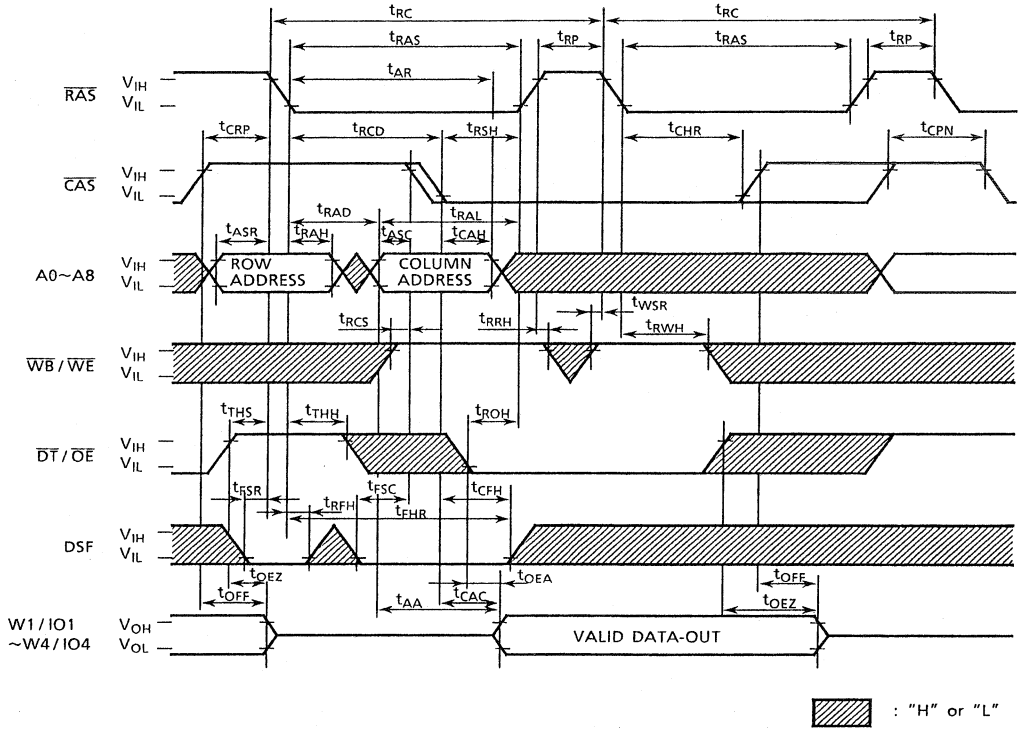 tRC tRC
tRAS tRP tRAS tRP
tAR
RAS VIH
VIL
tCRP tRCD tRSH tCHR tCPN
CAS VIH
VIL
tRAD tRAL
tASR tRAH tASC tCAH
A0~A8 VIH
VIL
ROW ADDRESS
COLUMN ADDRESS
tWSR
tRCS tRRH tRWH
WB / WE VIH
VIL
tTHS tTHH tROH
DT / OE VIH
VIL
tFSR tRFH tFSC tCFH
tFHR
DSF VIH
VIL
tOEZ tOEA tOFF
tOFF tAA tCAC tOEZ
W1 / IO1
~W4 / IO4
VOH
VOL
VALID DATA-OUT
: "H" or "L"